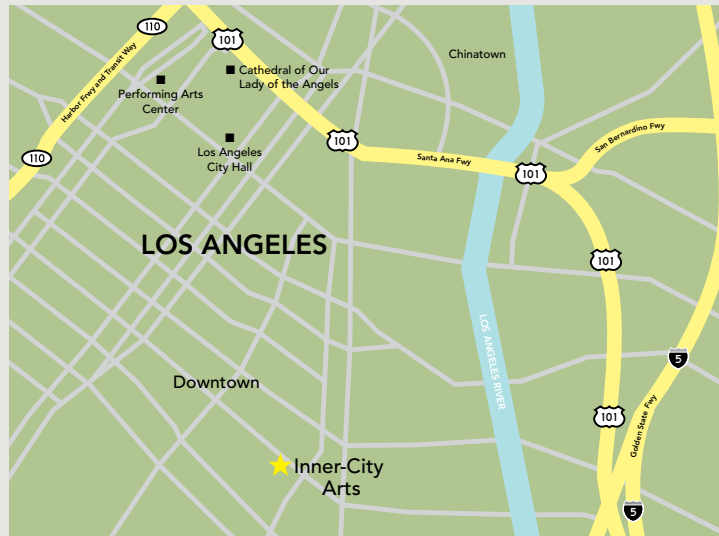 110
101
Harbor Frwy and Transit Way
Chinatown
Cathedral of Our
Lady of the Angels
Performing Arts
Center
101
Los Angeles
City Hall
110
Santa Ana Fwy
San Bernardino Fwy
101
LOS ANGELES
101
LOS ANGELES RIVER
5
Downtown
Golden State Fwy
101
Inner-City
Arts
5